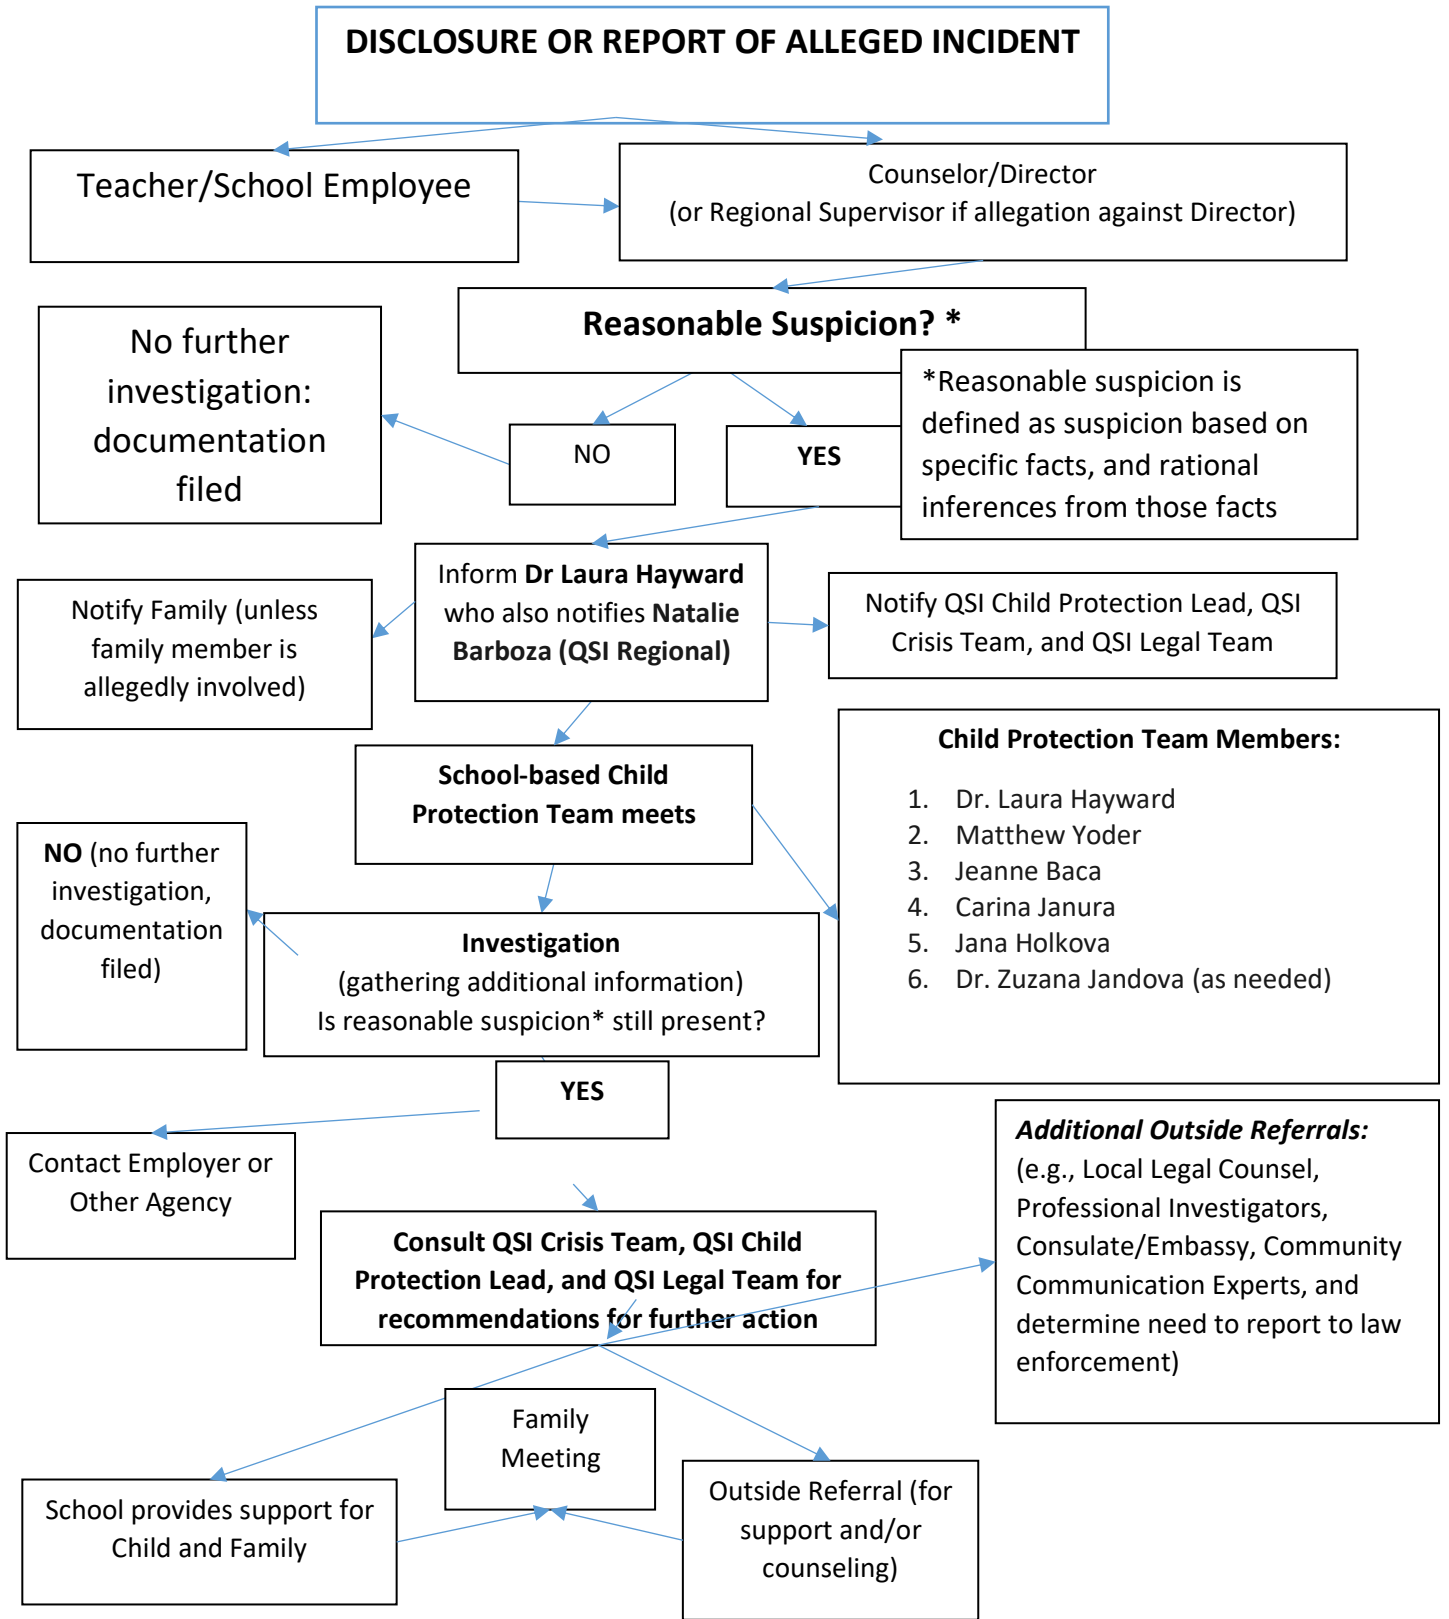 DISCLOSURE OR REPORT OF ALLEGED INCIDENT
Teacher/School Employee
Counselor/Director
(or Regional Supervisor if allegation against Director)
Reasonable Suspicion? *
No further
investigation:
documentation
filed
NO
YES
*Reasonable suspicion is
defined as suspicion based on
specific facts, and rational
inferences from those facts
Notify Family (unless
family member is
allegedly involved)
Inform Dr Laura Hayward
who also notifies Natalie
Barboza (QSI Regional)
Notify QSI Child Protection Lead, QSI
Crisis Team, and QSI Legal Team
School-based Child
Protection Team meets
Child Protection Team Members:
1. Dr. Laura Hayward
2. Matthew Yoder
3. Jeanne Baca
4. Carina Janura
5. Jana Holkova
6. Dr. Zuzana Jandova (as needed)
NO (no further
investigation,
documentation
filed)
Investigation
(gathering additional information)
Is reasonable suspicion* still present?
YES
Contact Employer or
Other Agency
Additional Outside Referrals:
(e.g., Local Legal Counsel,
Professional Investigators,
Consulate/Embassy, Community
Communication Experts, and
determine need to report to law
enforcement)
Consult QSI Crisis Team, QSI Child
Protection Lead, and QSI Legal Team for
recommendations for further action
Family
Meeting
School provides support for
Child and Family
Outside Referral (for
support and/or
counseling)